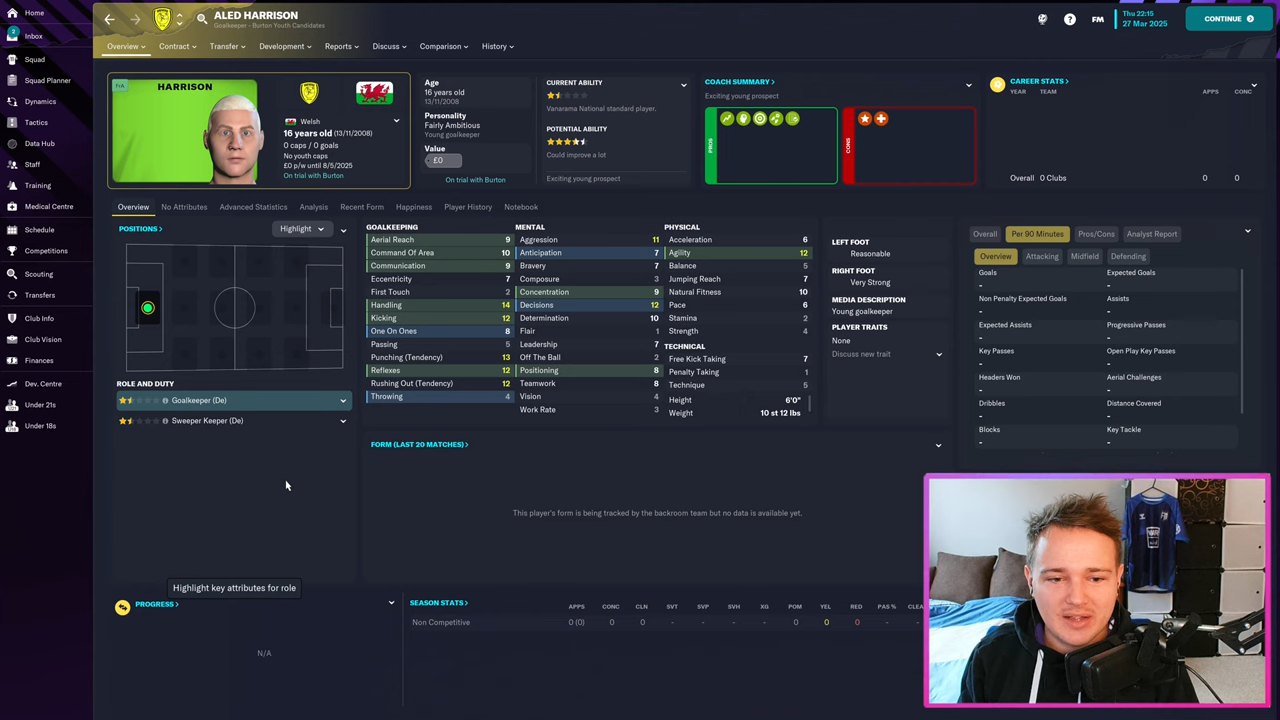 Home
Inbox
Squad
Squad Planner
Dynamics
Tactics
Data Hub
Staff
Training
Medical Centre
Schedule
Competitions
Scouting
Transfers
Club Info
Club Vision
Finances
Dev. Centre
Under 21s
Under 18s
ALED HARRISON
Goalkeeper - Burton Youth Candidates
FM
Thu 22:15
27 Mar 2025
CONTINUE
Overview
Contract
Transfer
Development
Reports
Discuss
Comparison
History
HARRISON
Welsh
16 years old (13/11/2008)
0 caps / 0 goals
No youth caps
£0 p/w until 8/5/2025
On trial with Burton
Age
16 years old
13/11/2008
Personality
Fairly Ambitious
Young goalkeeper
Value
£0
On trial with Burton
CURRENT ABILITY
Vanarama National standard player.
POTENTIAL ABILITY
Could improve a lot
Exciting young prospect
COACH SUMMARY>
Exciting young prospect
PROS
CONS
CAREER STATS>
YEAR TEAM APPS CONC
Overall 0 Clubs 0 0
Overview
No Attributes
Advanced Statistics
Analysis
Recent Form
Happiness
Player History
Notebook
POSITIONS>
Highlight
ROLE AND DUTY
Goalkeeper (De)
Sweeper Keeper (De)
Highlight key attributes for role
GOALKEEPING
Aerial Reach 9
Command Of Area 10
Communication 9
Eccentricity 7
First Touch 2
Handling 14
Kicking 12
One On Ones 8
Passing 5
Punching (Tendency) 13
Reflexes 12
Rushing Out (Tendency) 12
Throwing 4
MENTAL
Aggression 11
Anticipation 7
Bravery 7
Composure 3
Concentration 9
Decisions 12
Determination 10
Flair 1
Leadership 7
Off The Ball 2
Positioning 8
Teamwork 8
Vision 4
Work Rate 3
PHYSICAL
Acceleration 6
Agility 12
Balance 5
Jumping Reach 7
Natural Fitness 10
Pace 6
Stamina 2
Strength 4
TECHNICAL
Free Kick Taking 7
Penalty Taking 1
Technique 5
Height 6'0"
Weight 10 st 12 lbs
LEFT FOOT
Reasonable
RIGHT FOOT
Very Strong
MEDIA DESCRIPTION
Young goalkeeper
PLAYER TRAITS
None
Discuss new trait
Overall
Per 90 Minutes
Pros/Cons
Analyst Report
Overview
Attacking
Midfield
Defending
Goals Expected Goals
- -
Non Penalty Expected Goals Assists
- -
Expected Assists Progressive Passes
- -
Key Passes Open Play Key Passes
- -
Headers Won Aerial Challenges
- -
Dribbles Distance Covered
- -
Blocks Key Tackle
- -
FORM (LAST 20 MATCHES)>
This player's form is being tracked by the backroom team but no data is available yet.
PROGRESS>
N/A
SEASON STATS>
APPS CONC CLN SVT SVP SVH XG POM YEL RED PAS % CLEA
Non Competitive 0 (0) 0 0 - - - - 0 0 0 - -